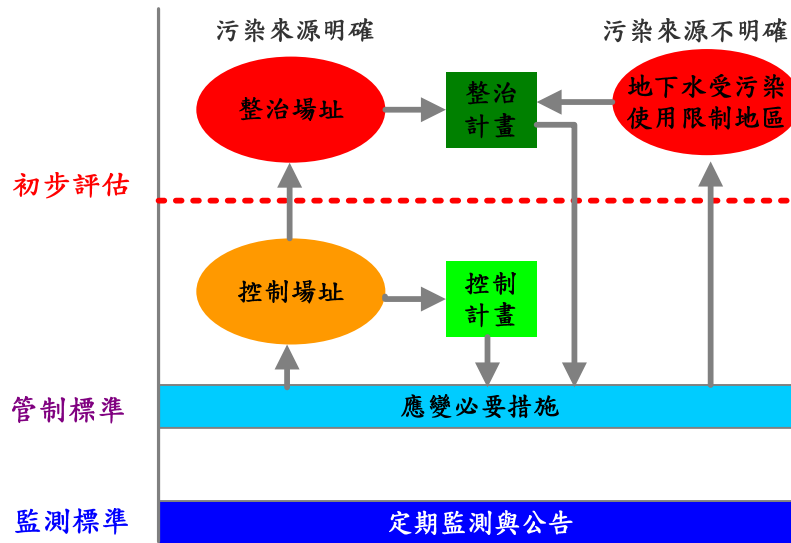 污染來源明確
污染來源不明確
整治場址
整治
計畫
地下水受污染
使用限制地區
初步評估
控制場址
控制
計畫
管制標準
應變必要措施
監測標準
定期監測與公告